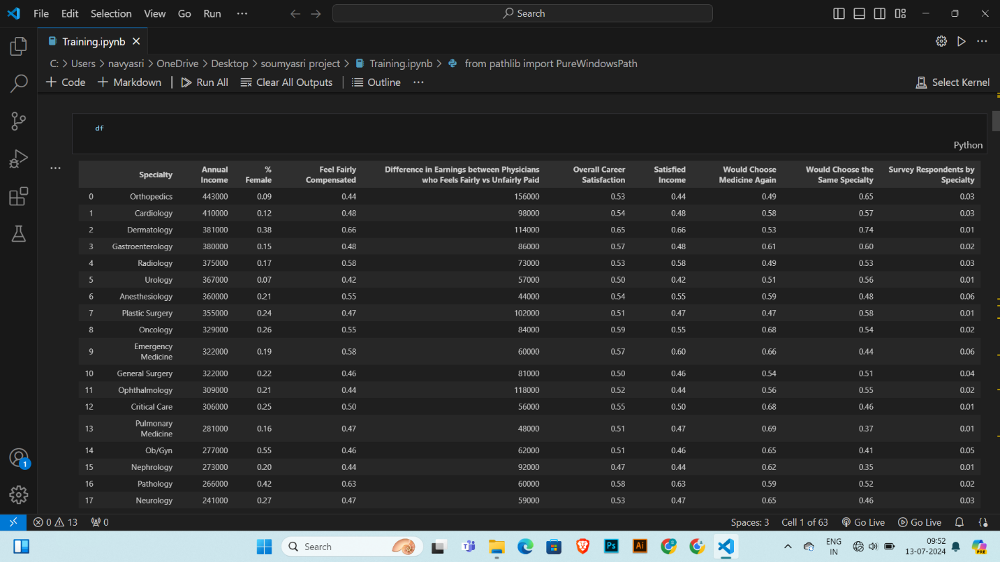 File Edit Selection View Go Run ··· Search
Training.ipynb
C: > Users > navyasri > OneDrive > Desktop > soumyasri project > Training.ipynb > from pathlib import PureWindowsPath
+ Code + Markdown | Run All Clear All Outputs | Outline ··· Select Kernel
df
Python
Specialty Annual Income % Female Feel Fairly Compensated Difference in Earnings between Physicians who Feels Fairly vs Unfairly Paid Overall Career Satisfaction Satisfied Income Would Choose Medicine Again Would Choose the Same Specialty Survey Respondents by Specialty
0 Orthopedics 443000 0.09 0.44 156000 0.53 0.44 0.49 0.65 0.03
1 Cardiology 410000 0.12 0.48 98000 0.54 0.48 0.58 0.57 0.03
2 Dermatology 381000 0.38 0.66 114000 0.65 0.66 0.53 0.74 0.01
3 Gastroenterology 380000 0.15 0.48 86000 0.57 0.48 0.61 0.60 0.02
4 Radiology 375000 0.17 0.58 73000 0.53 0.58 0.49 0.53 0.03
5 Urology 367000 0.07 0.42 57000 0.50 0.42 0.51 0.56 0.01
6 Anesthesiology 360000 0.21 0.55 44000 0.54 0.55 0.59 0.48 0.06
7 Plastic Surgery 355000 0.24 0.47 102000 0.51 0.47 0.47 0.58 0.01
8 Oncology 329000 0.26 0.55 84000 0.59 0.55 0.68 0.54 0.02
9 Emergency Medicine 322000 0.19 0.58 60000 0.57 0.60 0.66 0.44 0.06
10 General Surgery 322000 0.22 0.46 81000 0.50 0.46 0.54 0.51 0.04
11 Ophthalmology 309000 0.21 0.44 118000 0.52 0.44 0.56 0.55 0.02
12 Critical Care 306000 0.25 0.50 56000 0.55 0.50 0.68 0.46 0.01
13 Pulmonary Medicine 281000 0.16 0.47 48000 0.51 0.47 0.69 0.37 0.01
14 Ob/Gyn 277000 0.55 0.46 62000 0.51 0.46 0.65 0.41 0.05
15 Nephrology 273000 0.20 0.44 92000 0.47 0.44 0.62 0.35 0.01
16 Pathology 266000 0.42 0.63 60000 0.58 0.63 0.59 0.52 0.02
17 Neurology 241000 0.27 0.47 59000 0.53 0.47 0.65 0.46 0.03
1
0 13 0 Spaces: 3 Cell 1 of 63 Go Live Go Live
Search Ps Ai ENG IN 09:52 13-07-2024 PRE